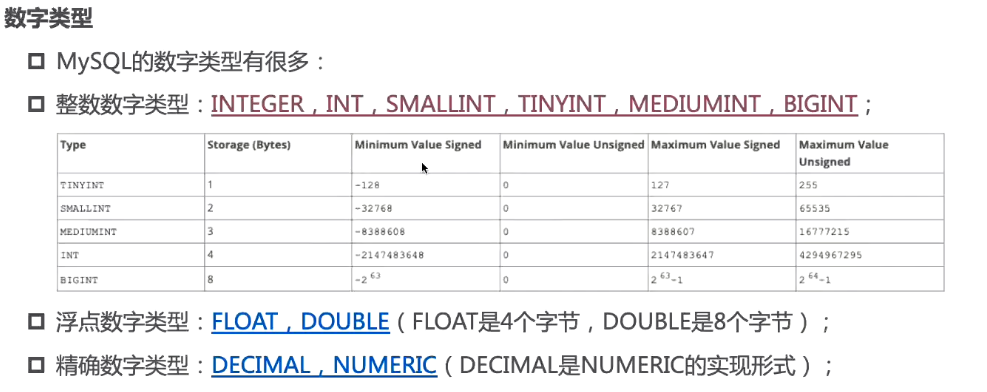 数字类型
MySQL的数字类型有很多：
整数数字类型：INTEGER，INT，SMALLINT，TINYINT，MEDIUMINT，BIGINT；
Type Storage (Bytes) Minimum Value Signed Minimum Value Unsigned Maximum Value Signed Maximum Value Unsigned
TINYINT 1 -128 0 127 255
SMALLINT 2 -32768 0 32767 65535
MEDIUMINT 3 -8388608 0 8388607 16777215
INT 4 -2147483648 0 2147483647 4294967295
BIGINT 8 -2^63 0 2^63-1 2^64-1
浮点数字类型：FLOAT，DOUBLE（FLOAT是4个字节，DOUBLE是8个字节）；
精确数字类型：DECIMAL，NUMERIC（DECIMAL是NUMERIC的实现形式）；